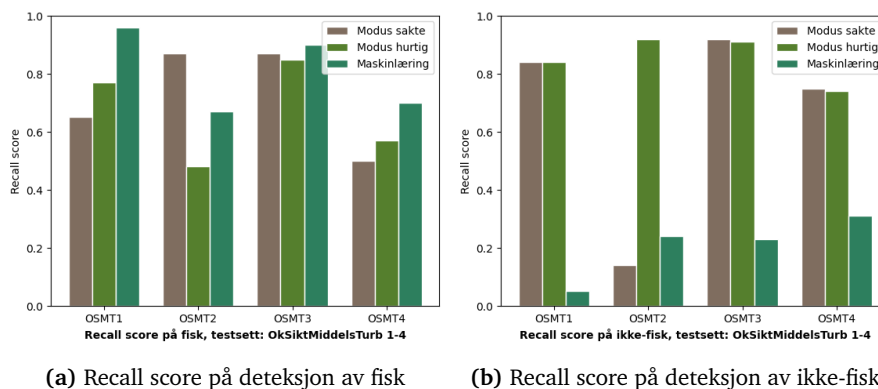 1.0
0.8
0.6
0.4
0.2
0.0
Recall score
Modus sakte
Modus hurtig
Maskinlæring
OSMT1 OSMT2 OSMT3 OSMT4
Recall score på fisk, testsett: OkSiktMiddelsTurb 1-4
(a) Recall score på deteksjon av fisk
1.0
0.8
0.6
0.4
0.2
0.0
Recall score
Modus sakte
Modus hurtig
Maskinlæring
OSMT1 OSMT2 OSMT3 OSMT4
Recall score på ikke-fisk, testsett: OkSiktMiddelsTurb 1-4
(b) Recall score på deteksjon av ikke-fisk